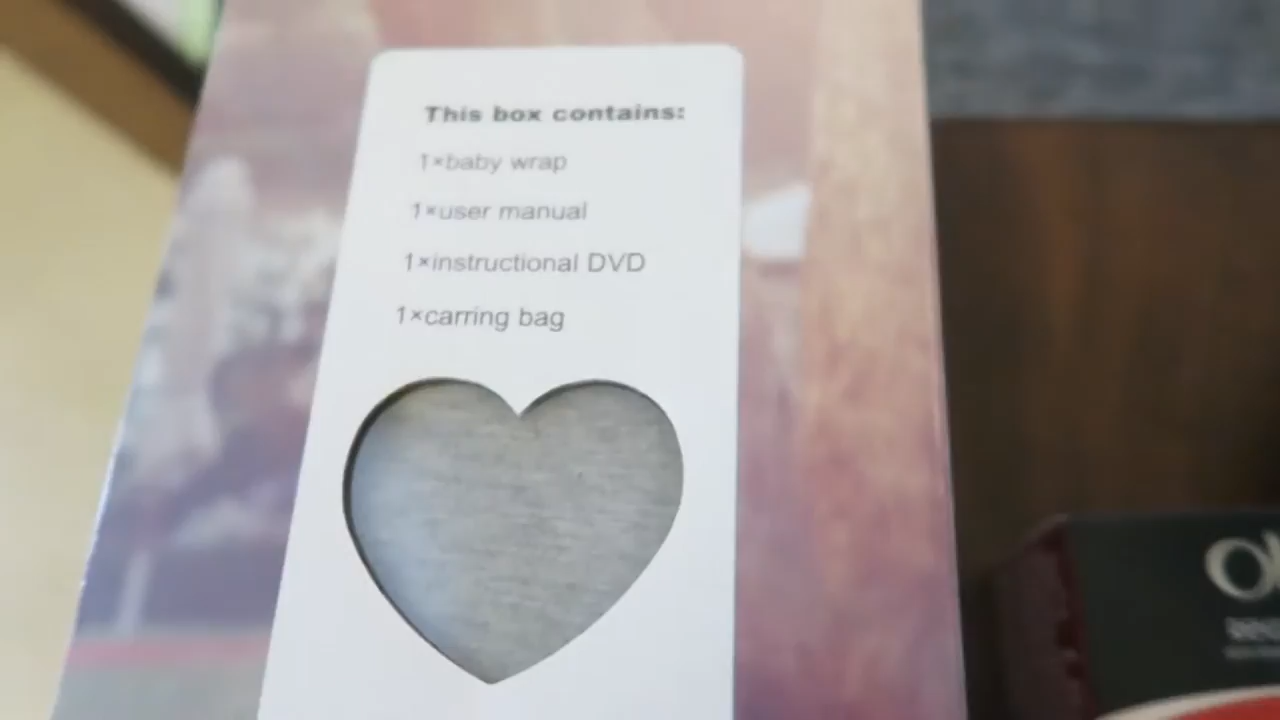 This box contains:
1×baby wrap
1×user manual
1×instructional DVD
1×carring bag